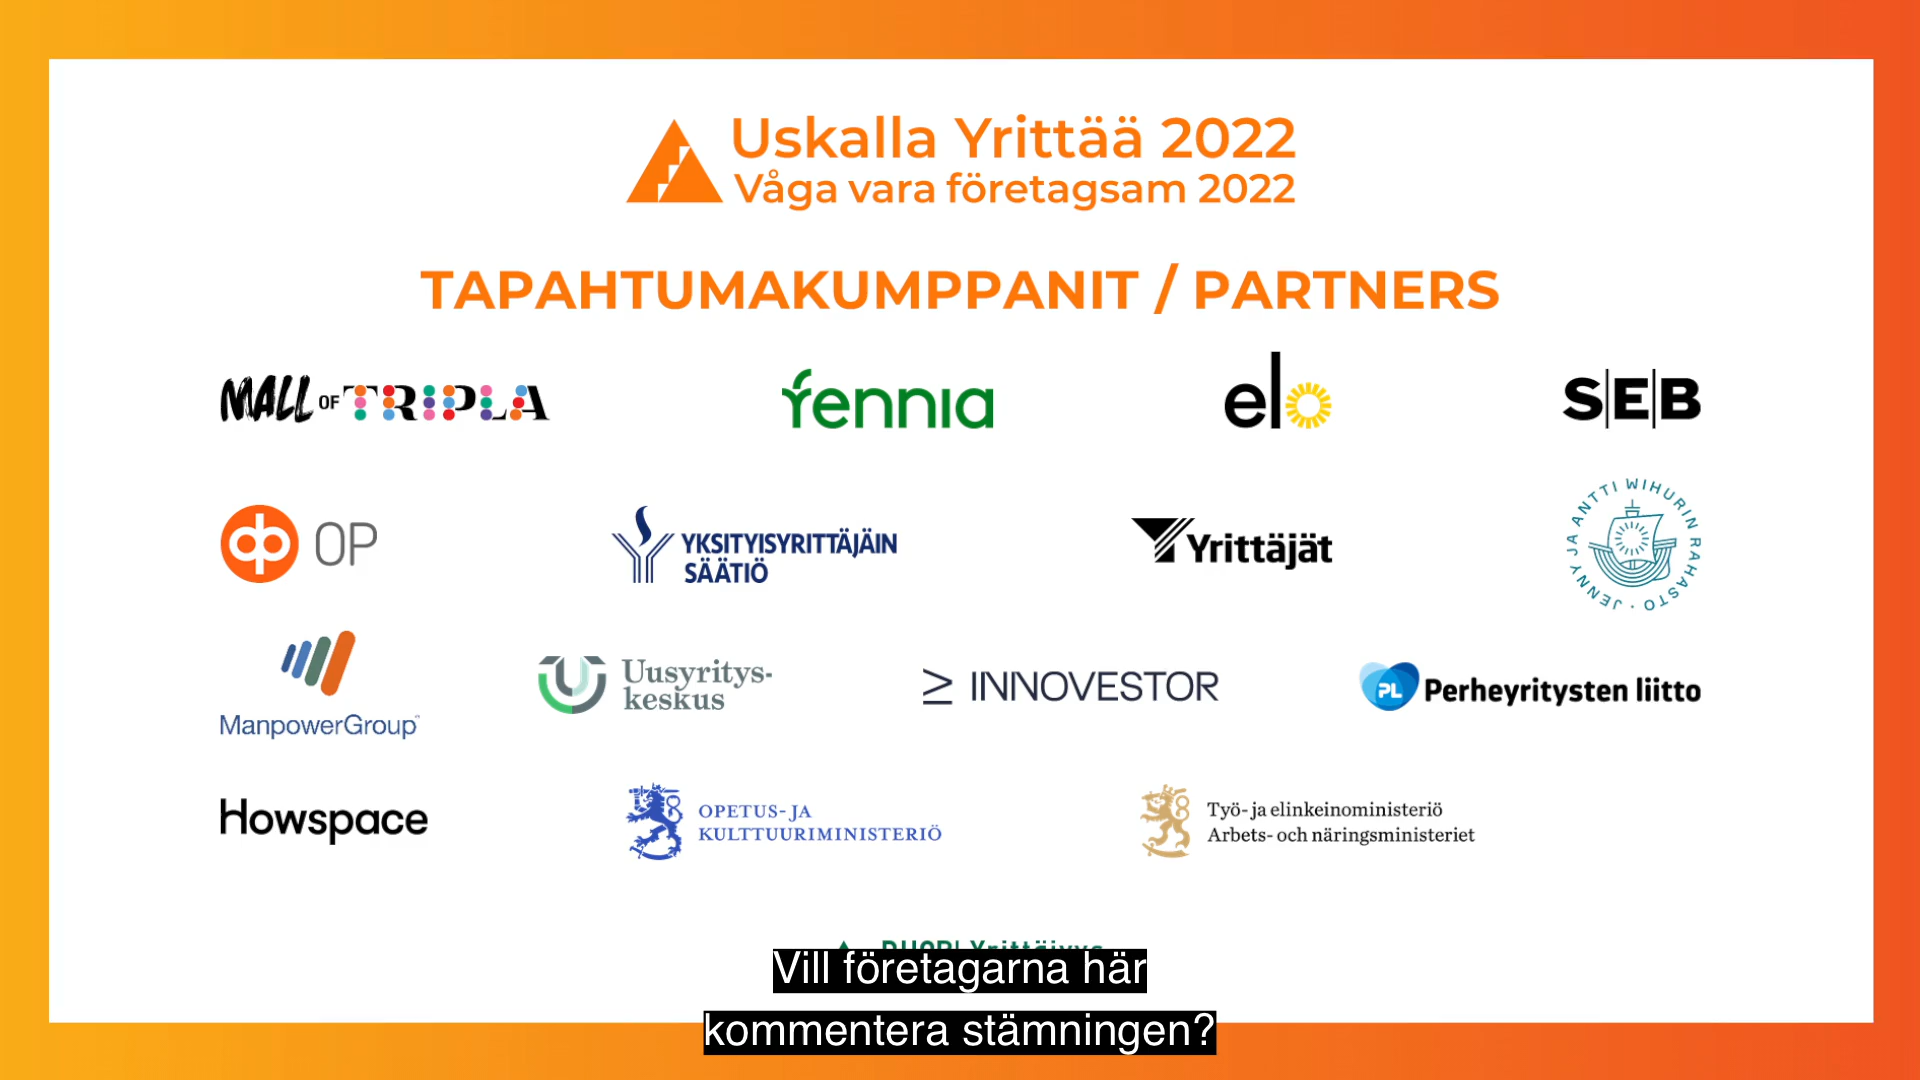 Uskalla Yrittää 2022
Våga vara företagsam 2022
TAPAHTUMAKUMPPANIT / PARTNERS
MALL OF TRIPLA
fennia
elo
SEB
OP
YKSITYISYRITTÄJÄIN
SÄÄTIÖ
Yrittäjät
JENNY JA ANTTI WIHURIN RAHASTO
ManpowerGroup
Uusyritys-
keskus
≥ INNOVESTOR
PL Perheyritysten liitto
Howspace
OPETUS- JA
KULTTUURIMINISTERIÖ
Työ- ja elinkeinoministeriö
Arbets- och näringsministeriet
Vill företagarna här
kommentera stämningen?